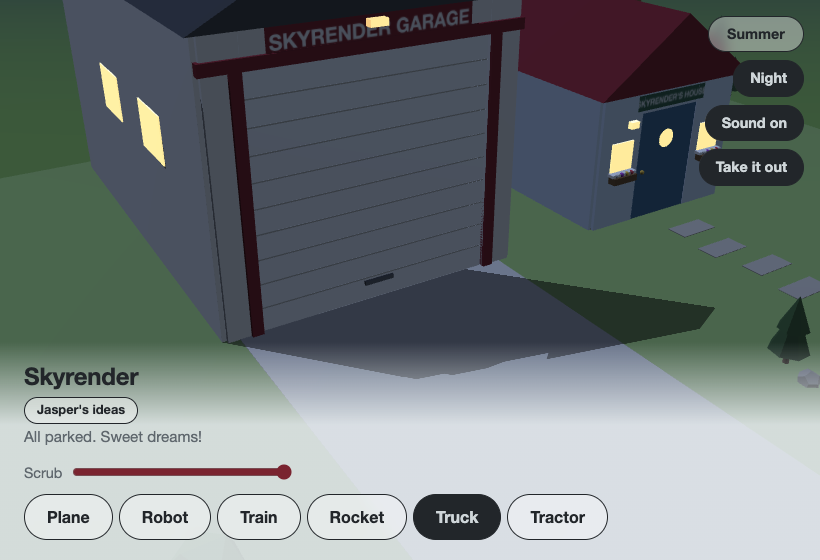 SKYRENDER GARAGE
SKYRENDER'S HOUSE
Summer
Night
Sound on
Take it out
Skyrender
Jasper's ideas
All parked. Sweet dreams!
Scrub
Plane
Robot
Train
Rocket
Truck
Tractor